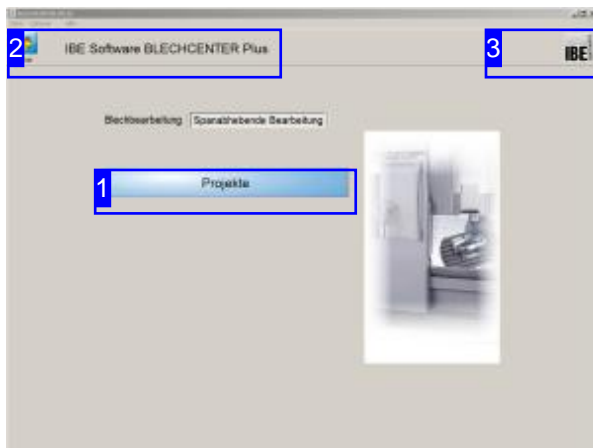 2
IBE Software BLECHCENTER Plus
3
IBE
Blechbearbeitung Spanabhebende Bearbeitung
1
Projekte